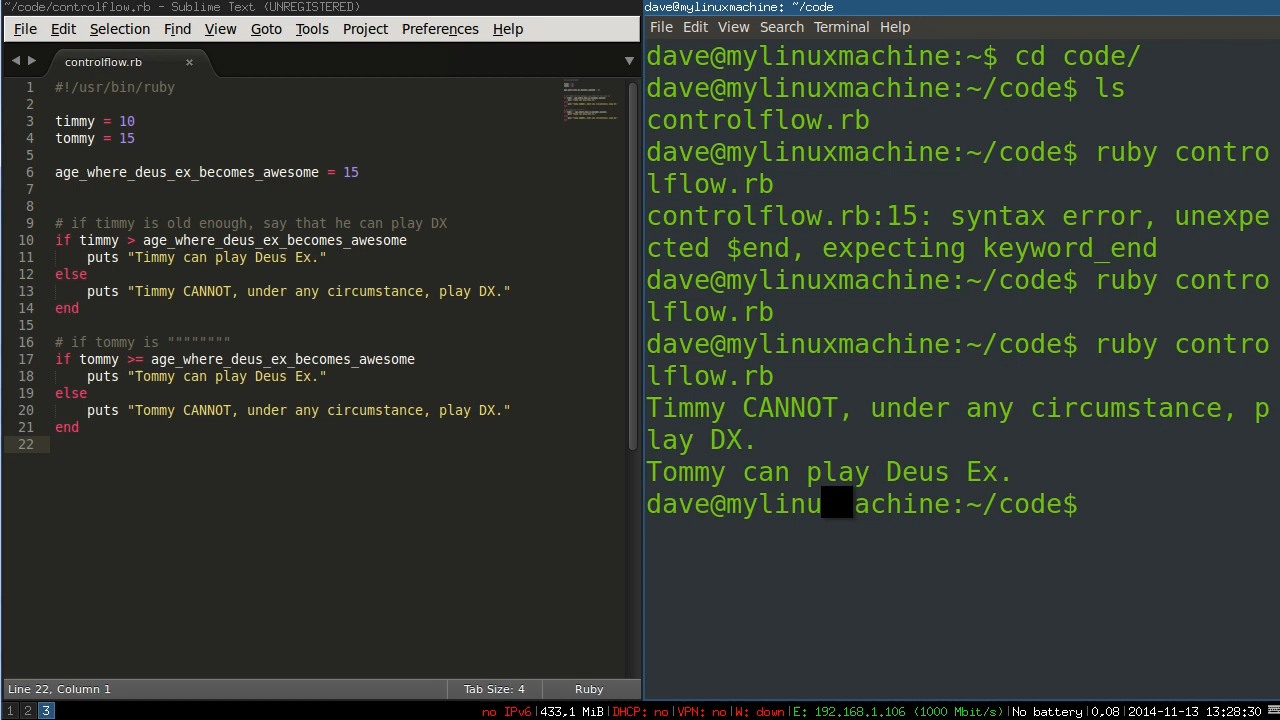 ~/code/controlflow.rb - Sublime Text (UNREGISTERED)
File Edit Selection Find View Goto Tools Project Preferences Help
controlflow.rb ×
1 #!/usr/bin/ruby
2
3 timmy = 10
4 tommy = 15
5
6 age_where_deus_ex_becomes_awesome = 15
7
8
9 # if timmy is old enough, say that he can play DX
10 if timmy > age_where_deus_ex_becomes_awesome
11 puts "Timmy can play Deus Ex."
12 else
13 puts "Timmy CANNOT, under any circumstance, play DX."
14 end
15
16 # if tommy is """"""""
17 if tommy >= age_where_deus_ex_becomes_awesome
18 puts "Tommy can play Deus Ex."
19 else
20 puts "Tommy CANNOT, under any circumstance, play DX."
21 end
22
Line 22, Column 1 Tab Size: 4 Ruby
dave@mylinuxmachine: ~/code
File Edit View Search Terminal Help
dave@mylinuxmachine:~$ cd code/
dave@mylinuxmachine:~/code$ ls
controlflow.rb
dave@mylinuxmachine:~/code$ ruby contro
lflow.rb
controlflow.rb:15: syntax error, unexpe
cted $end, expecting keyword_end
dave@mylinuxmachine:~/code$ ruby contro
lflow.rb
dave@mylinuxmachine:~/code$ ruby contro
lflow.rb
Timmy CANNOT, under any circumstance, p
lay DX.
Tommy can play Deus Ex.
dave@mylinu achine:~/code$
1 2 3 no IPv6|433,1 MiB|DHCP: no|VPN: no|W: down|E: 192.168.1.106 (1000 Mbit/s)|No battery|0,08|2014-11-13 13:28:30